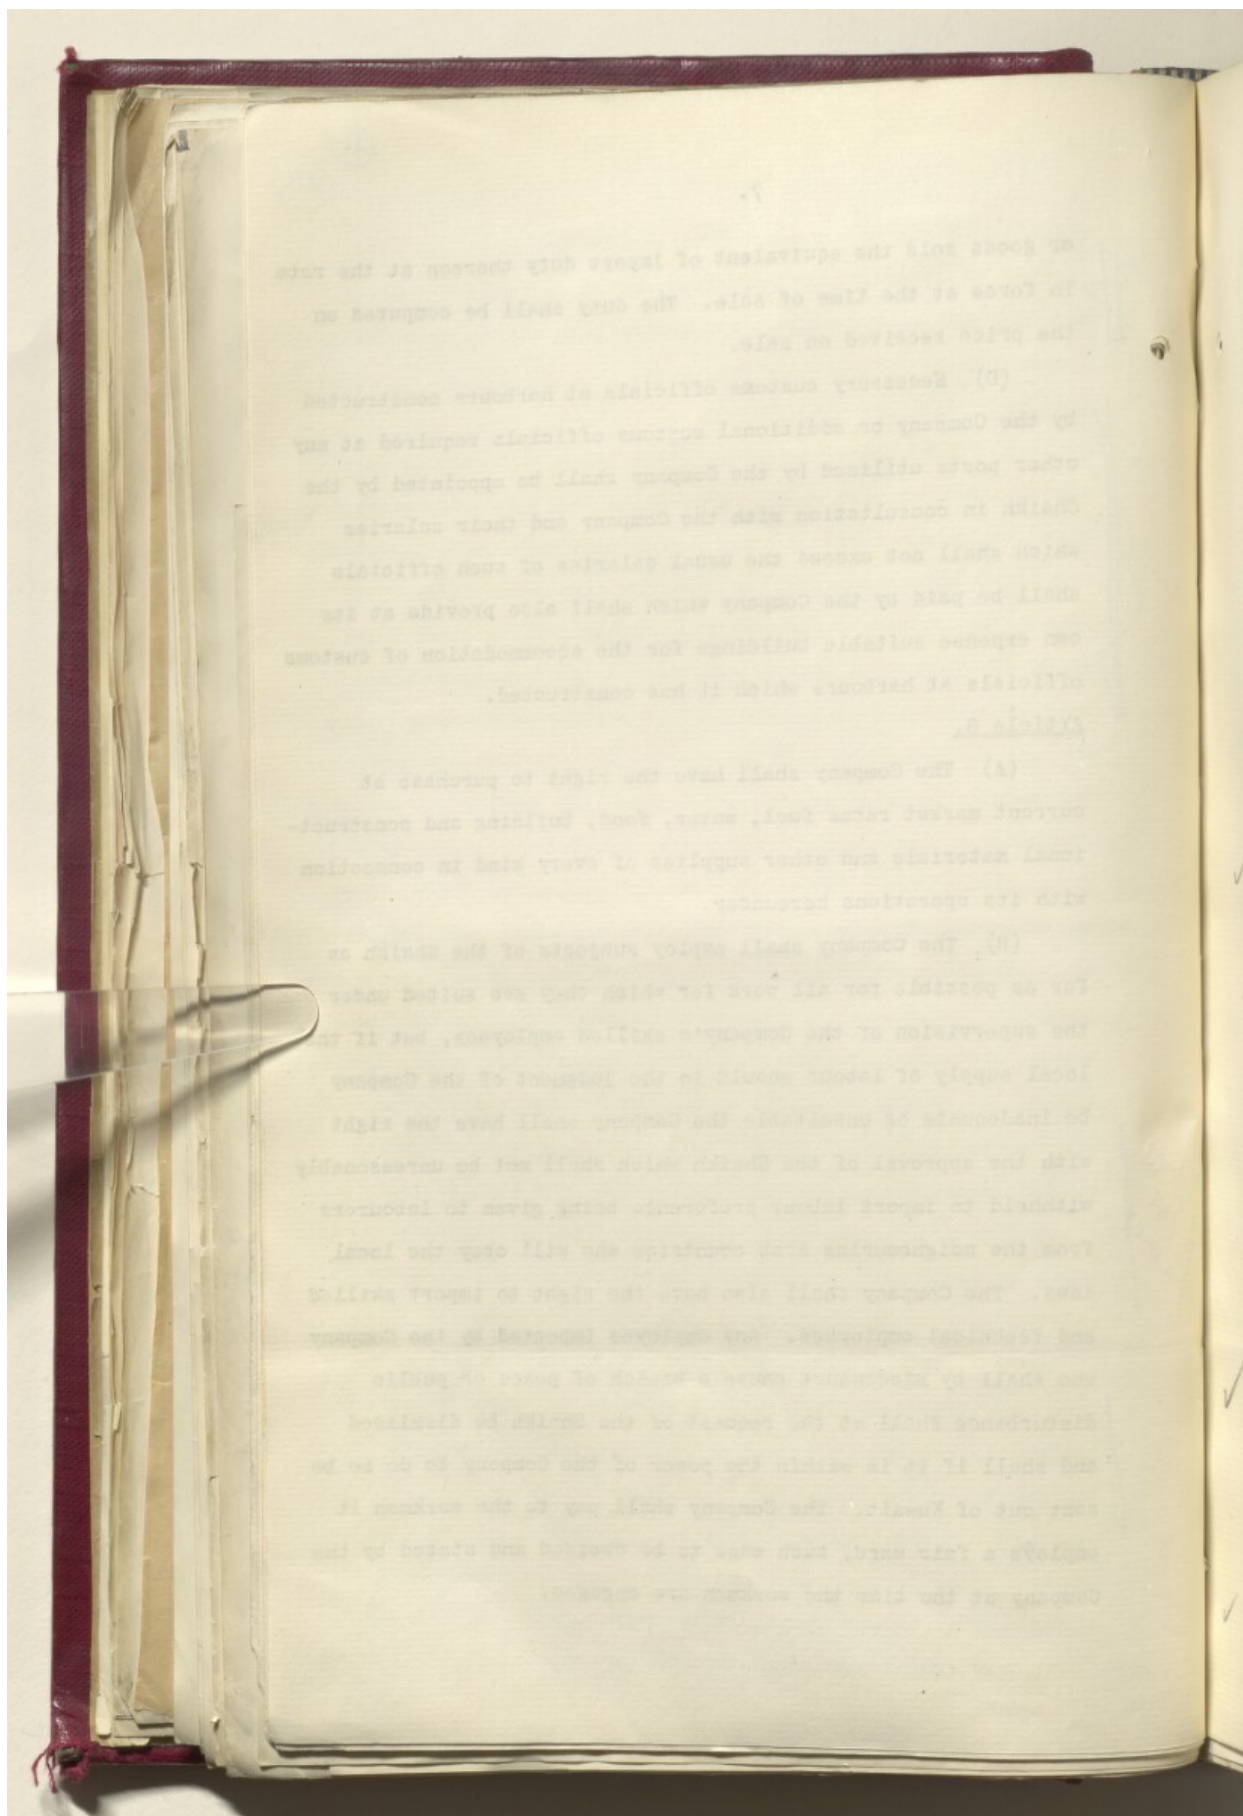 7.
or goods sold the equivalent of import duty thereon at the rate
in force at the time of sale. The duty shall be computed on
the price received on sale.
(D) Necessary customs officials at harbours constructed
by the Company or additional customs officials required at any
other ports utilised by the Company shall be appointed by the
Shaikh in consultation with the Company and their salaries
which shall not exceed the usual salaries of such officials
shall be paid by the Company which shall also provide at its
own expense suitable buildings for the accommodation of customs
officials at harbours which it has constructed.
Article 8.
(A) The Company shall have the right to purchase at
current market rates fuel, water, food, building and construct-
ional materials and other supplies of every kind in connection
with its operations hereunder.
(B) The Company shall employ subjects of the Shaikh as
far as possible for all work for which they are suited under
the supervision of the Company's skilled employees, but if the
local supply of labour should in the judgment of the Company
be inadequate or unsuitable the Company shall have the right
with the approval of the Shaikh which shall not be unreasonably
withheld to import labour preference being given to labourers
from the neighbouring Arab countries who will obey the local
laws. The Company shall also have the right to import skilled
and technical employees. Any employee imported by the Company
who shall by misconduct cause a breach of peace or public
disturbance shall at the request of the Shaikh be dismissed
and shall if it is within the power of the Company to do so be
sent out of Kuwait. The Company shall pay to the workmen it
employs a fair ward, such wage to be decided and stated by the
Company at the time the workmen are engaged.